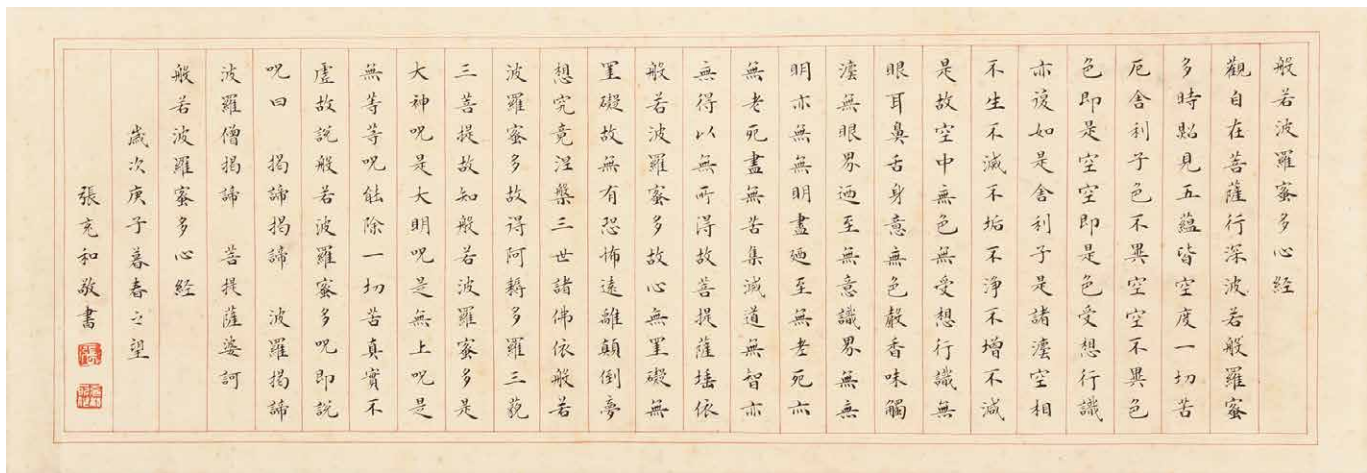 般若波羅蜜多心経
觀自在菩薩行深波若般羅蜜
多時照見五蘊皆空度一切苦
厄舍利子色不異空空不異色
色即是空空即是色受想行識
亦復如是舍利子是諸灋空相
不生不滅不垢不淨不增不減
是故空中無色無受想行識無
眼耳鼻舌身意無色聲香味觸
灋無眼界迺至無意識界無無
明亦無無明盡迺至無老死亦
無老死盡無苦集滅道無智亦
無得以無所得故菩提薩埵依
般若波羅蜜多故心無罣礙無
罣礙故無有恐怖遠離顛倒夢
想究竟涅槃三世諸佛依般若
波羅蜜多故得阿耨多羅三藐
三菩提故知般若波羅蜜多是
大神呪是大明呪是無上呪是
無等等呪能除一切苦真實不
虛故說般若波羅蜜多呪即說
呪曰 揭諦揭諦 波羅揭諦
波羅僧揭諦 菩提薩婆訶
般若波羅蜜多心経
歲次庚子暮春之望
張充和敬書
張